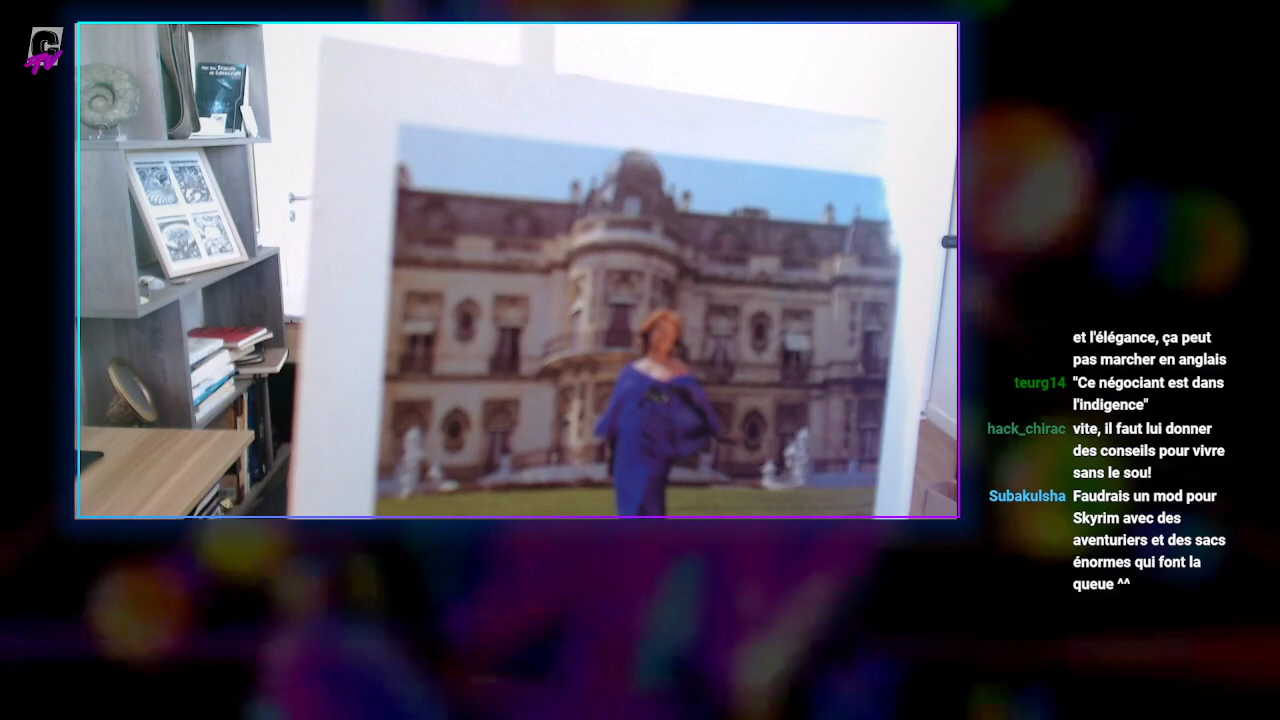 et l'élégance, ça peut
pas marcher en anglais
teurg14 "Ce négociant est dans
l'indigence"
hack_chirac vite, il faut lui donner
des conseils pour vivre
sans le sou!
Subakulsha Faudrais un mod pour
Skyrim avec des
aventuriers et des sacs
énormes qui font la
queue ^^